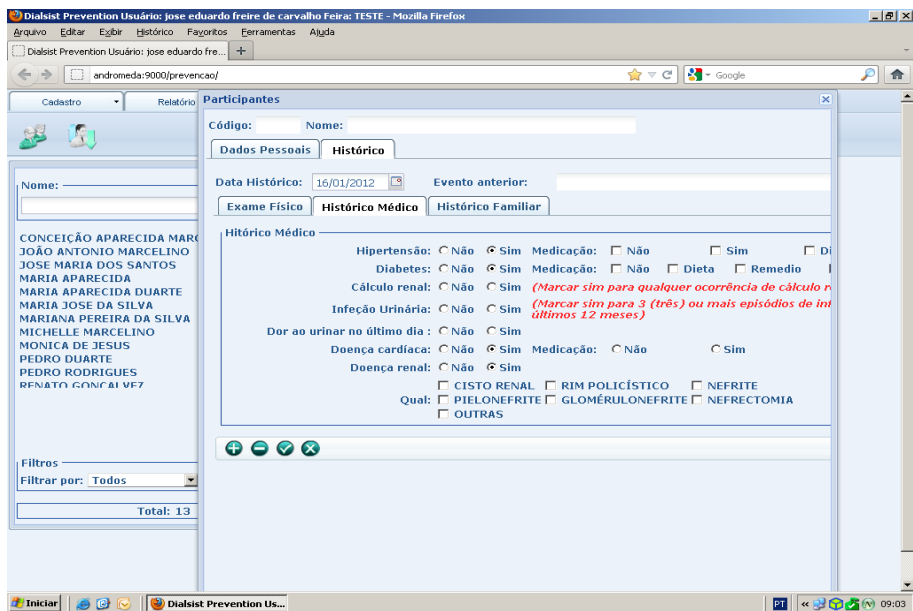 Dialsist Prevention Usuário: jose eduardo freire de carvalho Feira: TESTE - Mozilla Firefox
Arquivo Editar Exibir Histórico Favoritos Ferramentas Ajuda
Dialsist Prevention Usuário: jose eduardo fre...
andromeda:9000/prevencao/
Google
Cadastro
Relatório
Participantes
Código:
Nome:
Dados Pessoais
Histórico
Data Histórico: 16/01/2012
Evento anterior:
Exame Físico
Histórico Médico
Histórico Familiar
Nome:
CONCEIÇÃO APARECIDA MARC
JOÃO ANTONIO MARCELINO
JOSE MARIA DOS SANTOS
MARIA APARECIDA
MARIA APARECIDA DUARTE
MARIA JOSE DA SILVA
MARIANA PEREIRA DA SILVA
MICHELLE MARCELINO
MONICA DE JESUS
PEDRO DUARTE
PEDRO RODRIGUES
RENATO GONCALVEZ
Filtros
Filtrar por: Todos
Total: 13
Hitórico Médico
Hipertensão: Não Sim Medicação: Não Sim Di
Diabetes: Não Sim Medicação: Não Dieta Remedio
Cálculo renal: Não Sim (Marcar sim para qualquer ocorrência de cálculo r
Infeção Urinária: Não Sim (Marcar sim para 3 (três) ou mais episódios de inf
últimos 12 meses)
Dor ao urinar no último dia : Não Sim
Doença cardíaca: Não Sim Medicação: Não Sim
Doença renal: Não Sim
CISTO RENAL RIM POLICÍSTICO NEFRITE
Qual: PIELONEFRITE GLOMÉRULONEFRITE NEFRECTOMIA
OUTRAS
Iniciar
Dialsist Prevention Us...
PT
09:03